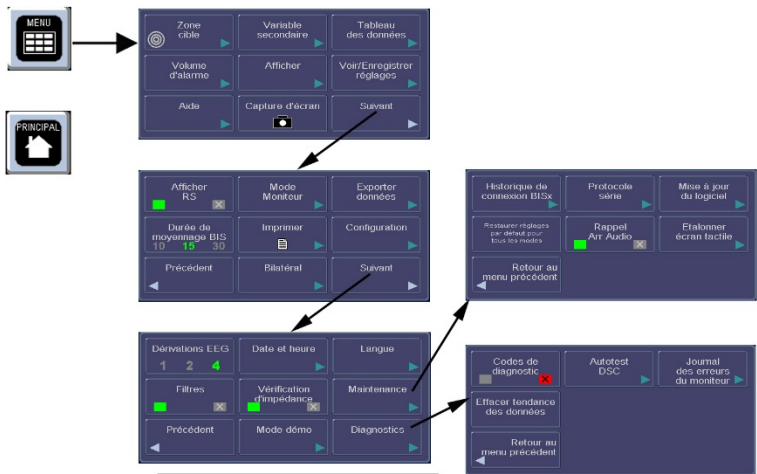 MENU
Zone
cible
Variable
secondaire
Tableau
des données
Volume
d'alarme
Afficher
Voir/Enregistrer
réglages
Aide
Capture d'écran
Suivant
PRINCIPAL
Afficher
RS
Mode
Moniteur
Exporter
données
Durée de
moyennage BIS
10 15 30
Imprimer
Configuration
Précédent
Bilatéral
Suivant
Historique de
connexion BISx
Protocole
série
Mise à jour
du logiciel
Restaurer réglages
par défaut pour
tous les modes
Rappel
Arr Audio
Etalonner
écran tactile
Retour au
menu précédent
Dérivations EEG
1 2 4
Date et heure
Langue
Filtres
Vérification
d'impédance
Maintenance
Précédent
Mode démo
Diagnostics
Codes de
diagnostic
Autotest
DSC
Journal
des erreurs
du moniteur
Effacer tendance
des données
Retour au
menu précédent